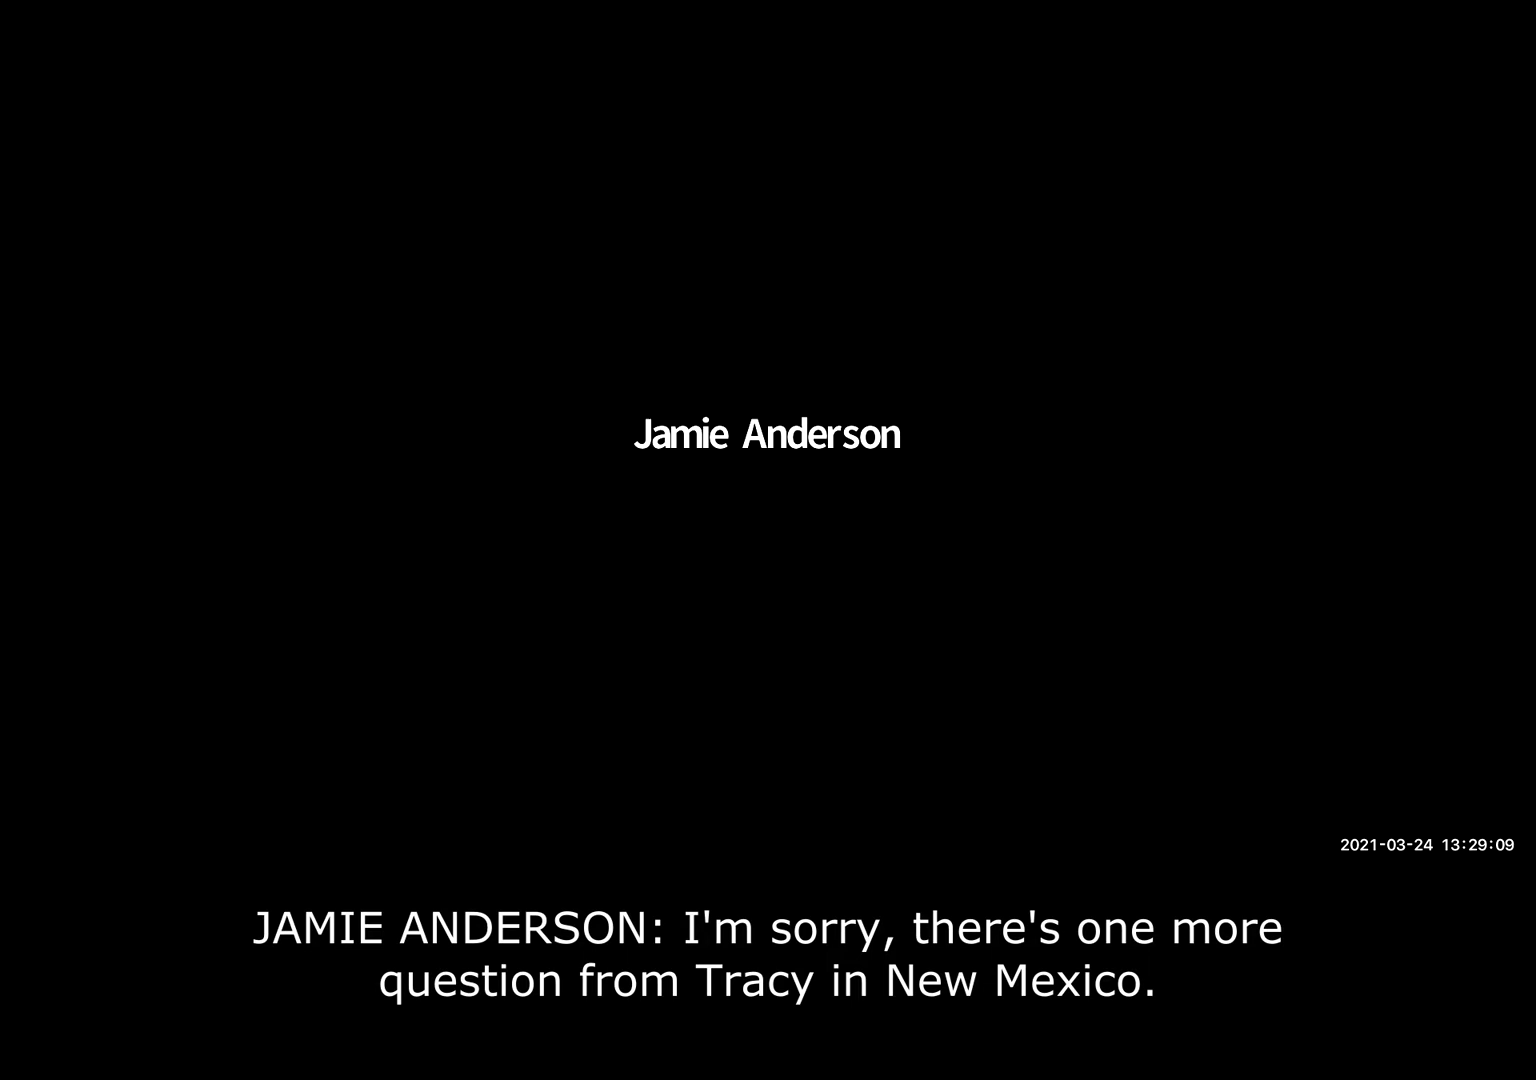 Jamie Anderson
2021-03-24 13:29:09
JAMIE ANDERSON: I'm sorry, there's one more
question from Tracy in New Mexico.